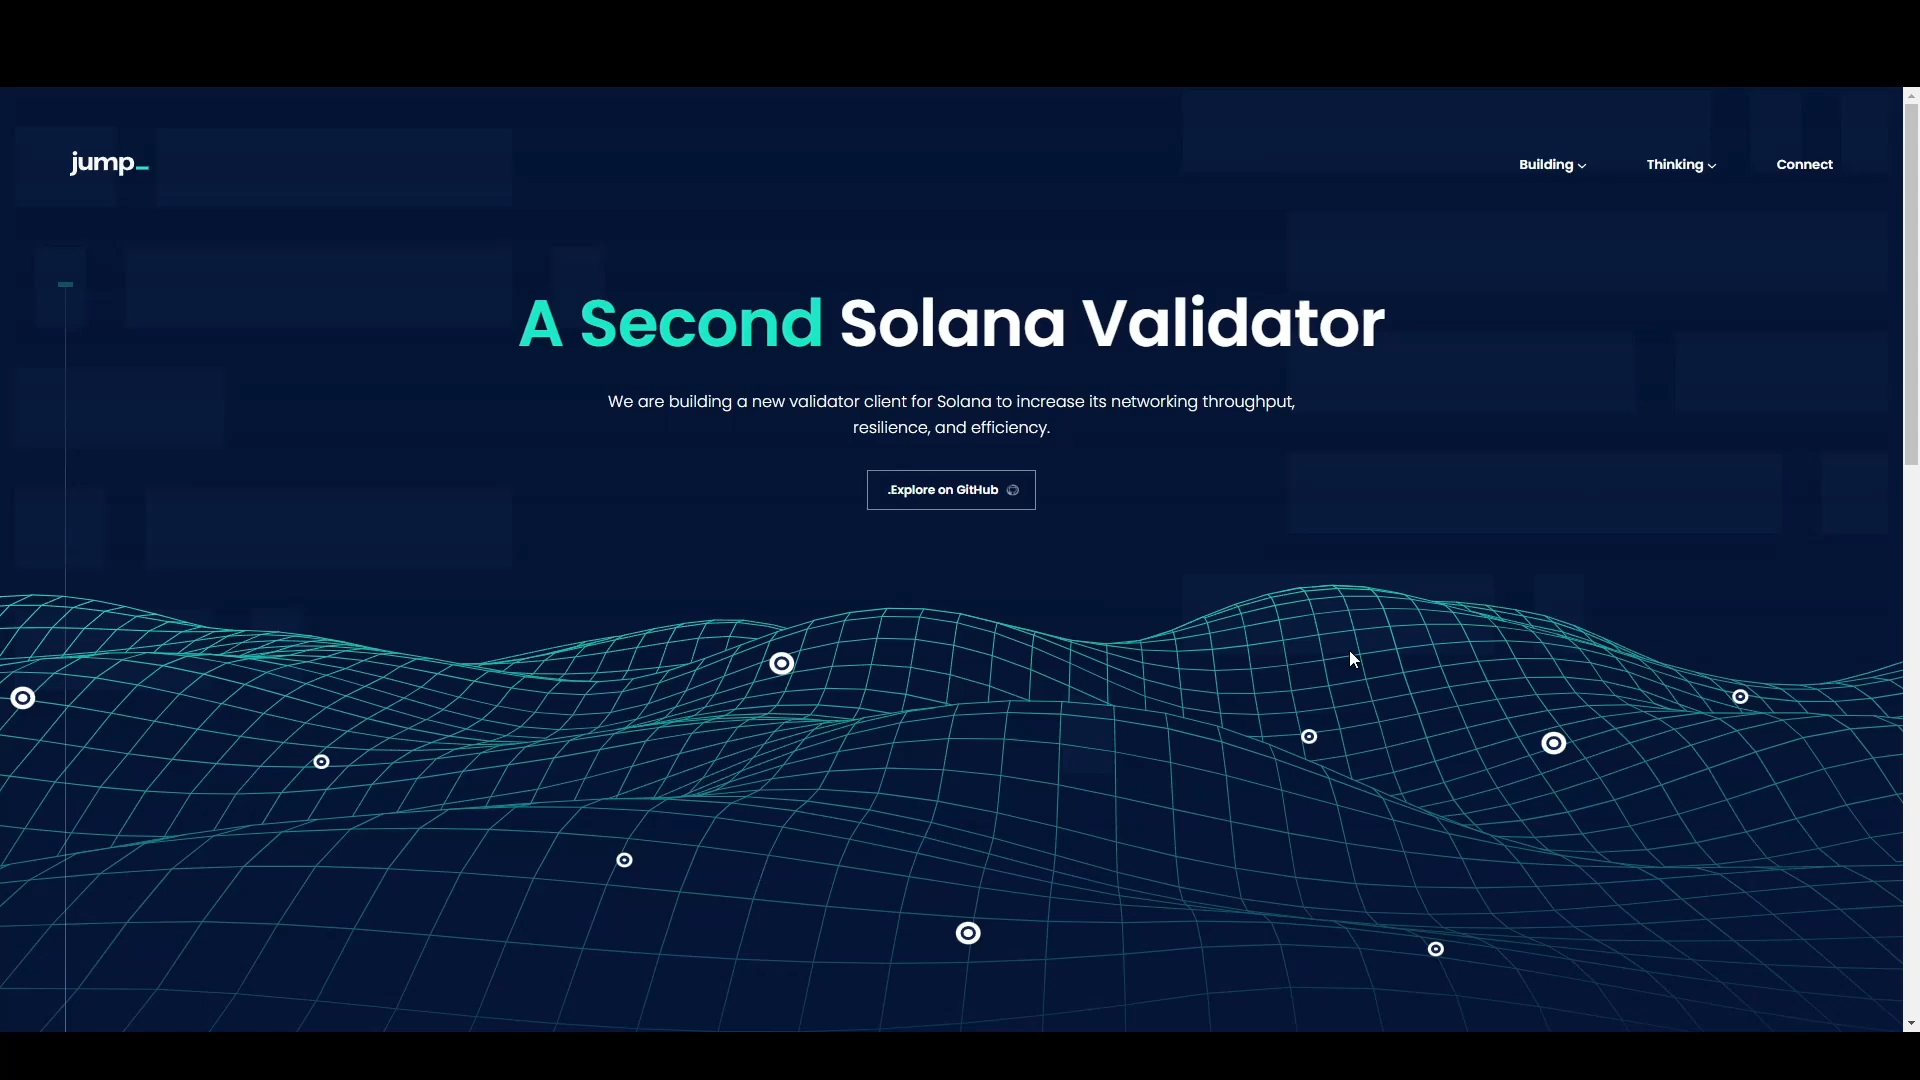 jump_
Building
Thinking
Connect
A Second Solana Validator
We are building a new validator client for Solana to increase its networking throughput,
resilience, and efficiency.
.Explore on GitHub